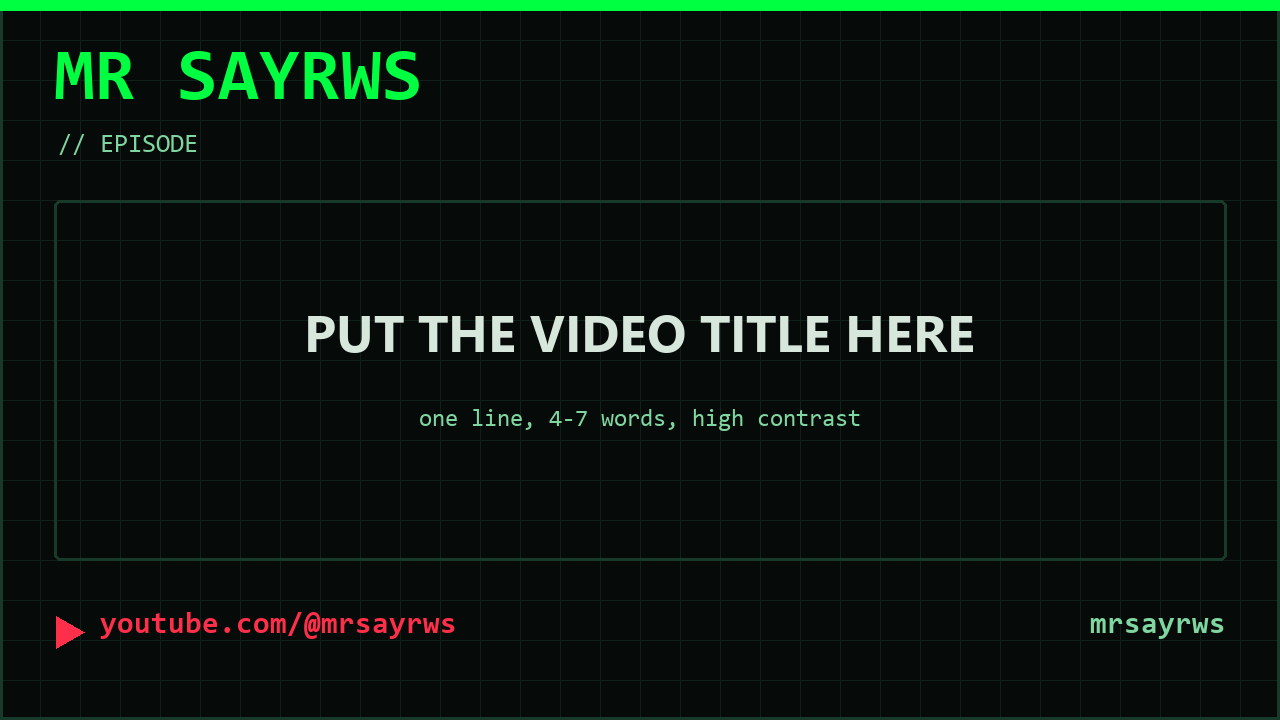 MR SAYRWS
// EPISODE
PUT THE VIDEO TITLE HERE
one line, 4-7 words, high contrast
youtube.com/@mrsayrws
mrsayrws